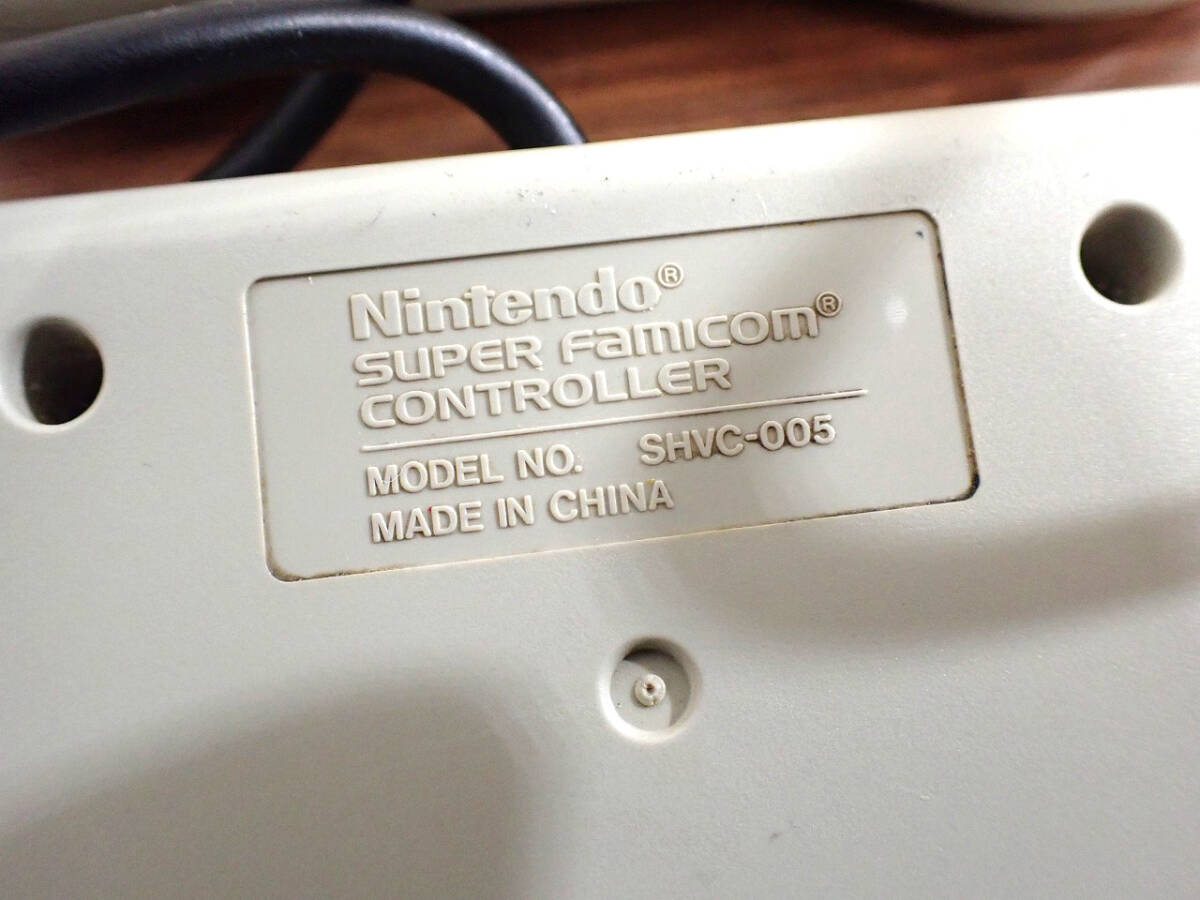 Nintendo®
SUPER Famicom®
CONTROLLER
MODEL NO. SHVC-005
MADE IN CHINA